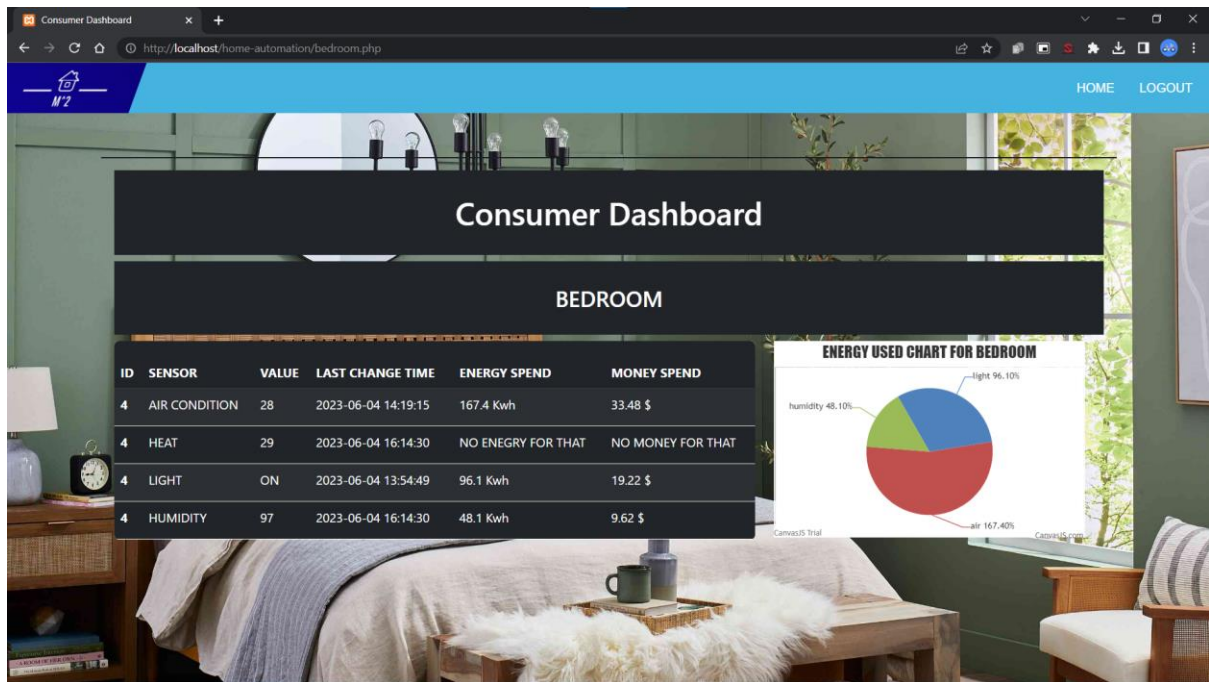 Consumer Dashboard
http://localhost/home-automation/bedroom.php
M^2
HOME LOGOUT
Consumer Dashboard
BEDROOM
ID SENSOR VALUE LAST CHANGE TIME ENERGY SPEND MONEY SPEND
4 AIR CONDITION 28 2023-06-04 14:19:15 167.4 Kwh 33.48 $
4 HEAT 29 2023-06-04 16:14:30 NO ENEGRY FOR THAT NO MONEY FOR THAT
4 LIGHT ON 2023-06-04 13:54:49 96.1 Kwh 19.22 $
4 HUMIDITY 97 2023-06-04 16:14:30 48.1 Kwh 9.62 $
ENERGY USED CHART FOR BEDROOM
light 96.10%
humidity 48.10%
air 167.40%
CanvasJS Trial
CanvasJS.com